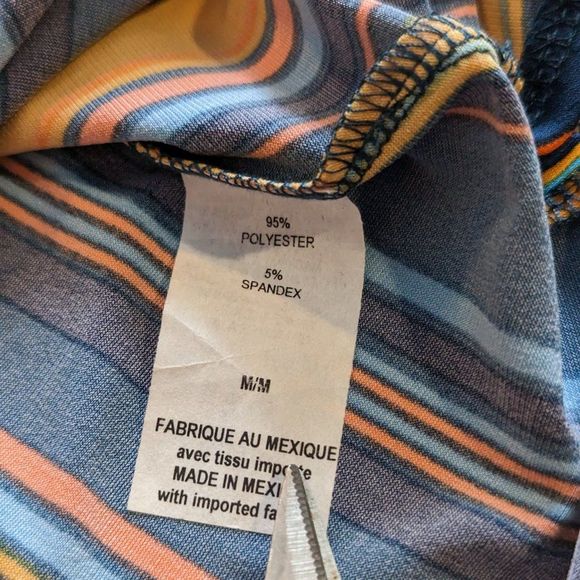 95%
POLYESTER
5%
SPANDEX
M/M
FABRIQUE AU MEXIQUE
avec tissu
MADE IN
with imported